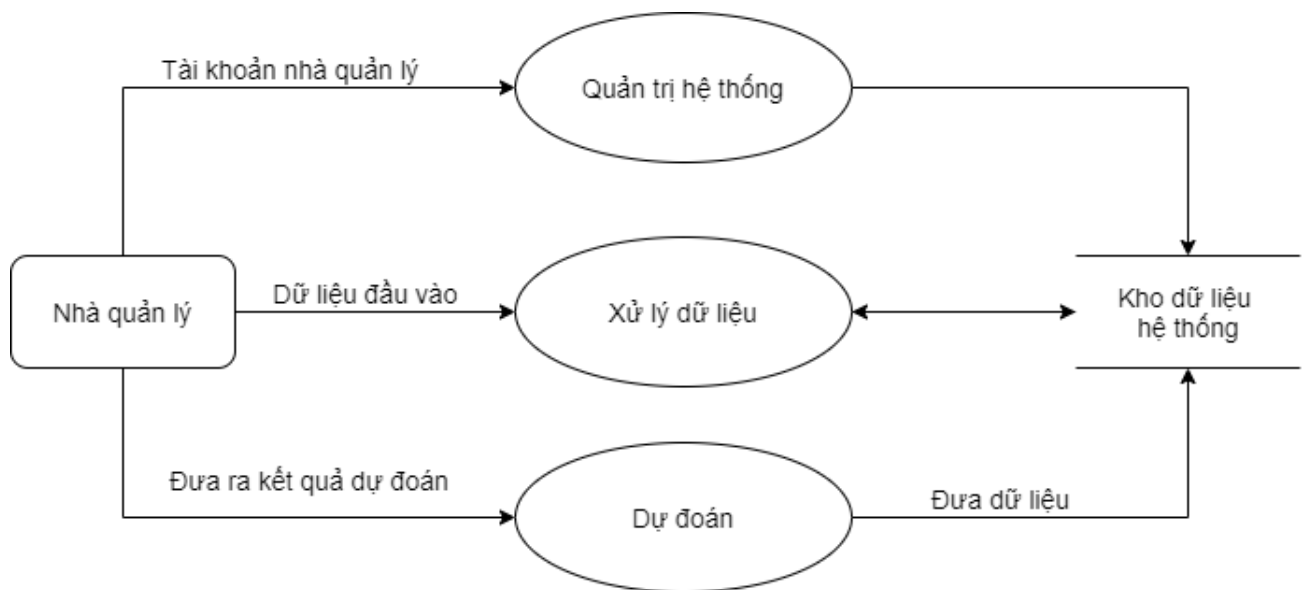 Tài khoản nhà quản lý
Quản trị hệ thống
Nhà quản lý
Dữ liệu đầu vào
Xử lý dữ liệu
Kho dữ liệu
hệ thống
Đưa ra kết quả dự đoán
Dự đoán
Đưa dữ liệu